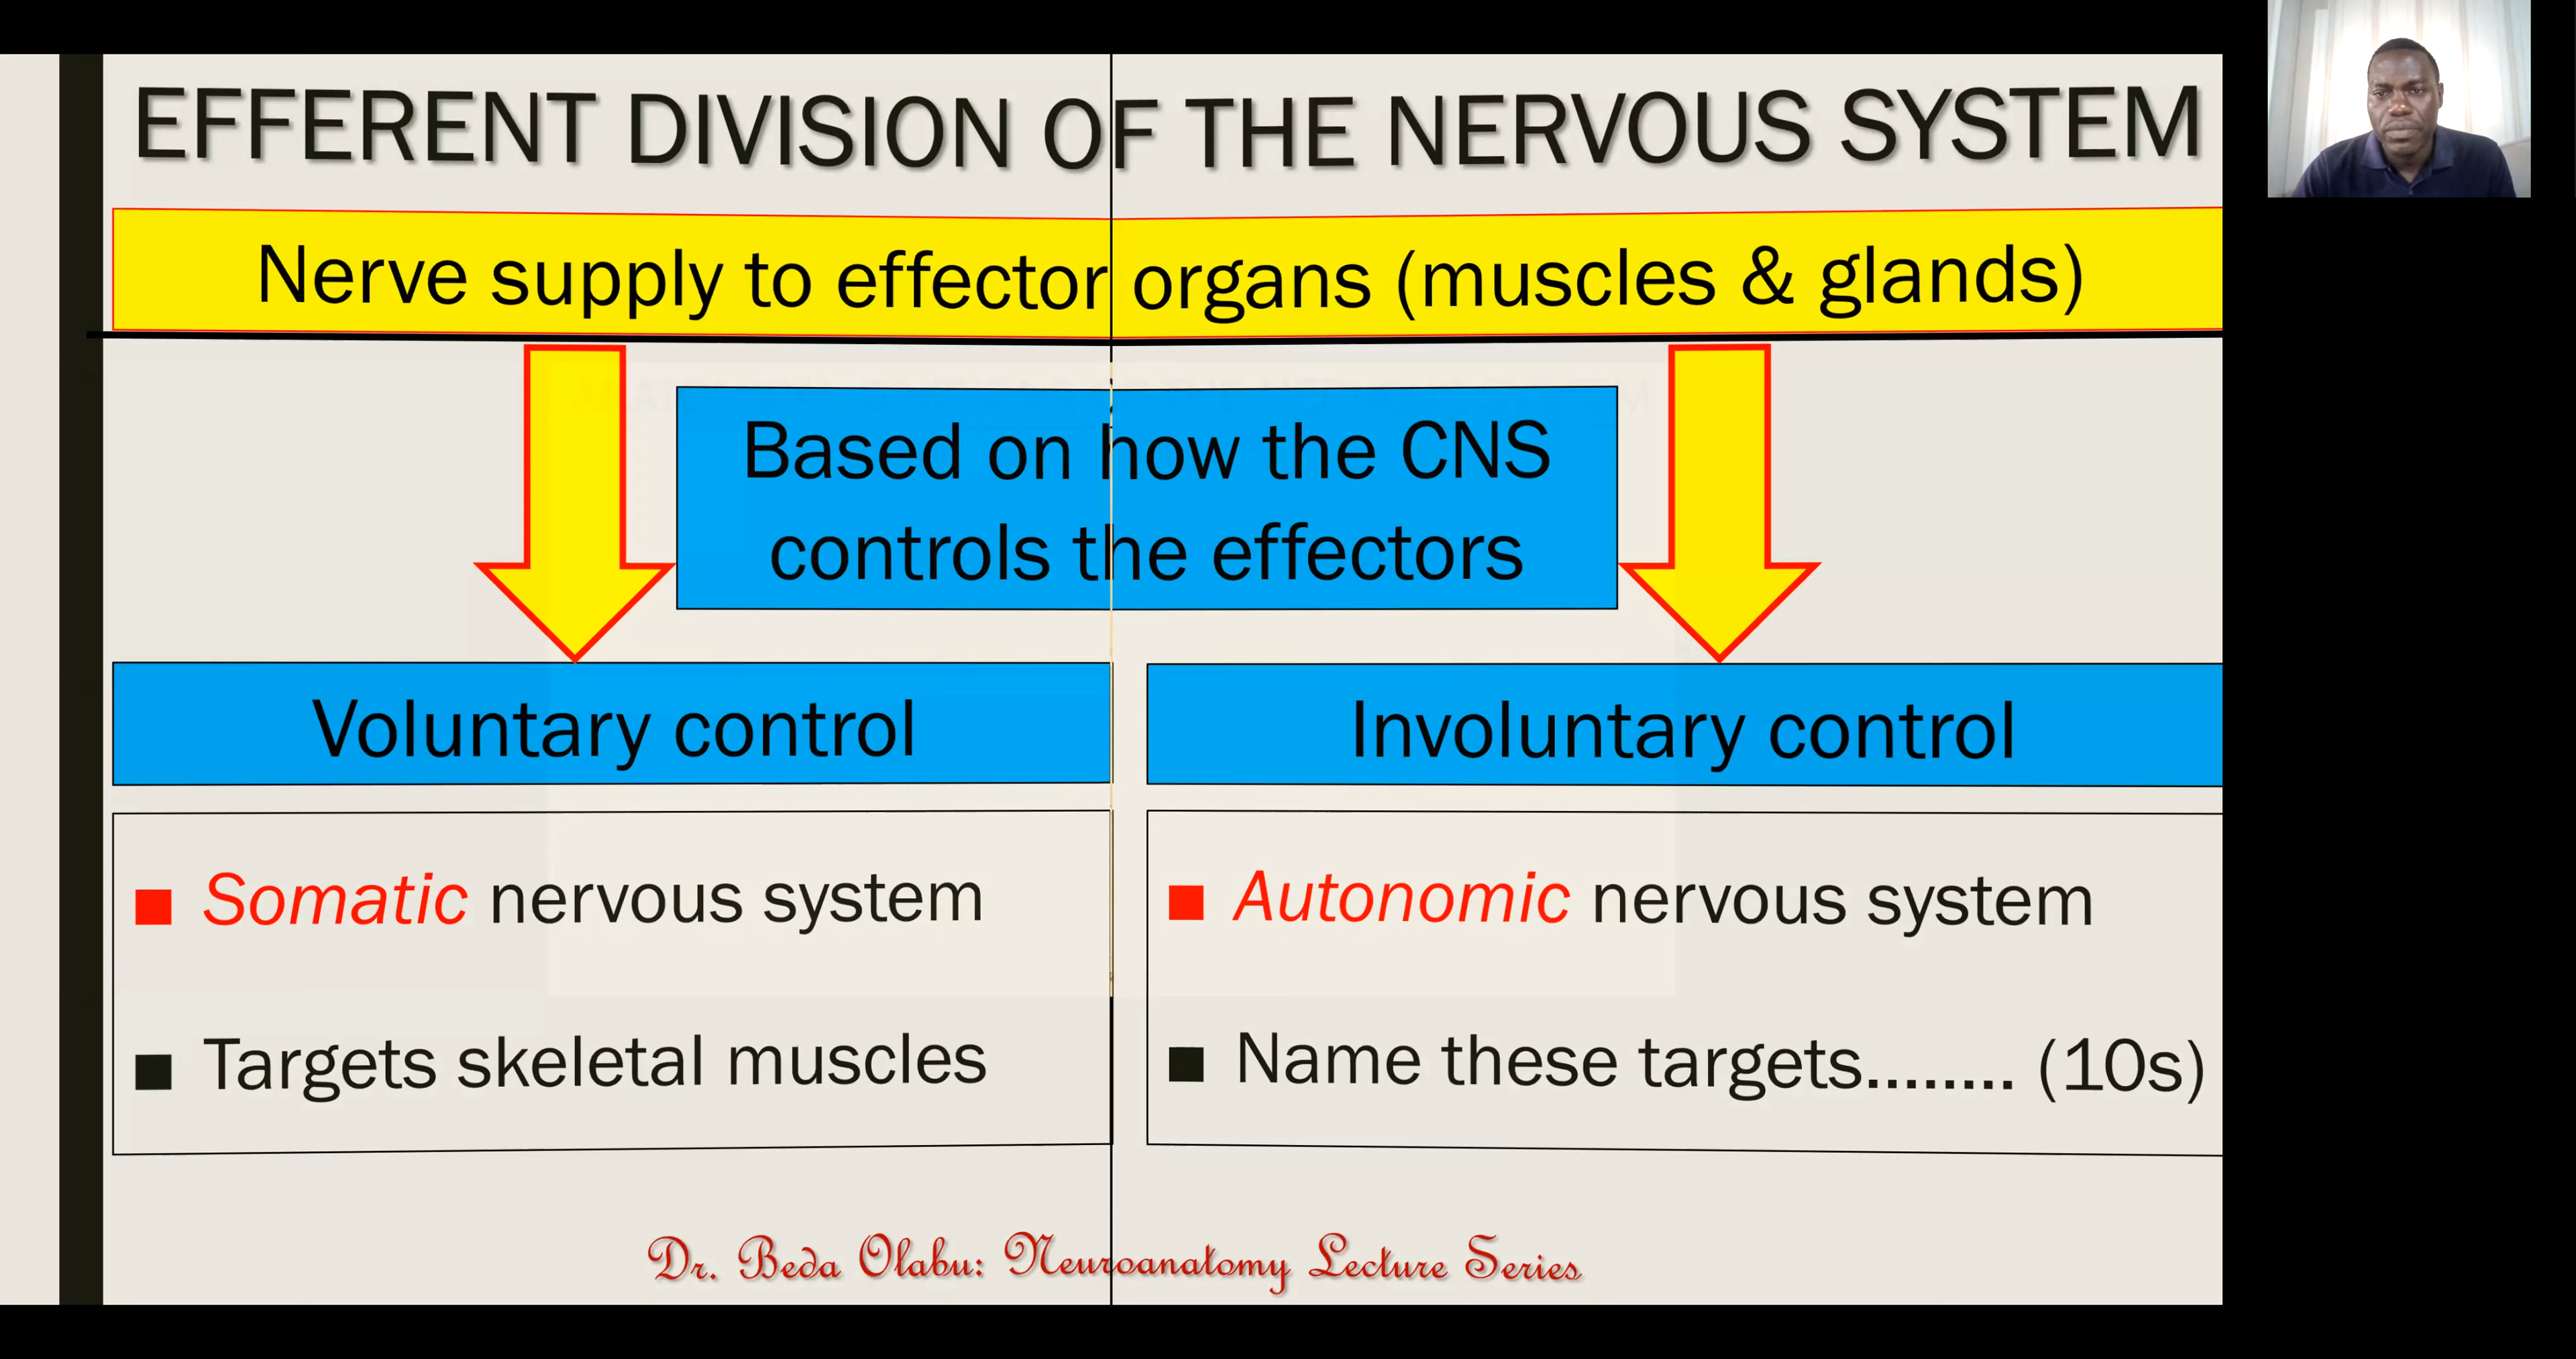 EFFERENT DIVISION OF THE NERVOUS SYSTEM
Nerve supply to effector organs (muscles & glands)
Based on how the CNS
controls the effectors
Voluntary control
Involuntary control
Somatic nervous system
Targets skeletal muscles
Autonomic nervous system
Name these targets........ (10s)
Dr. Beda Olabu: Neuroanatomy Lecture Series